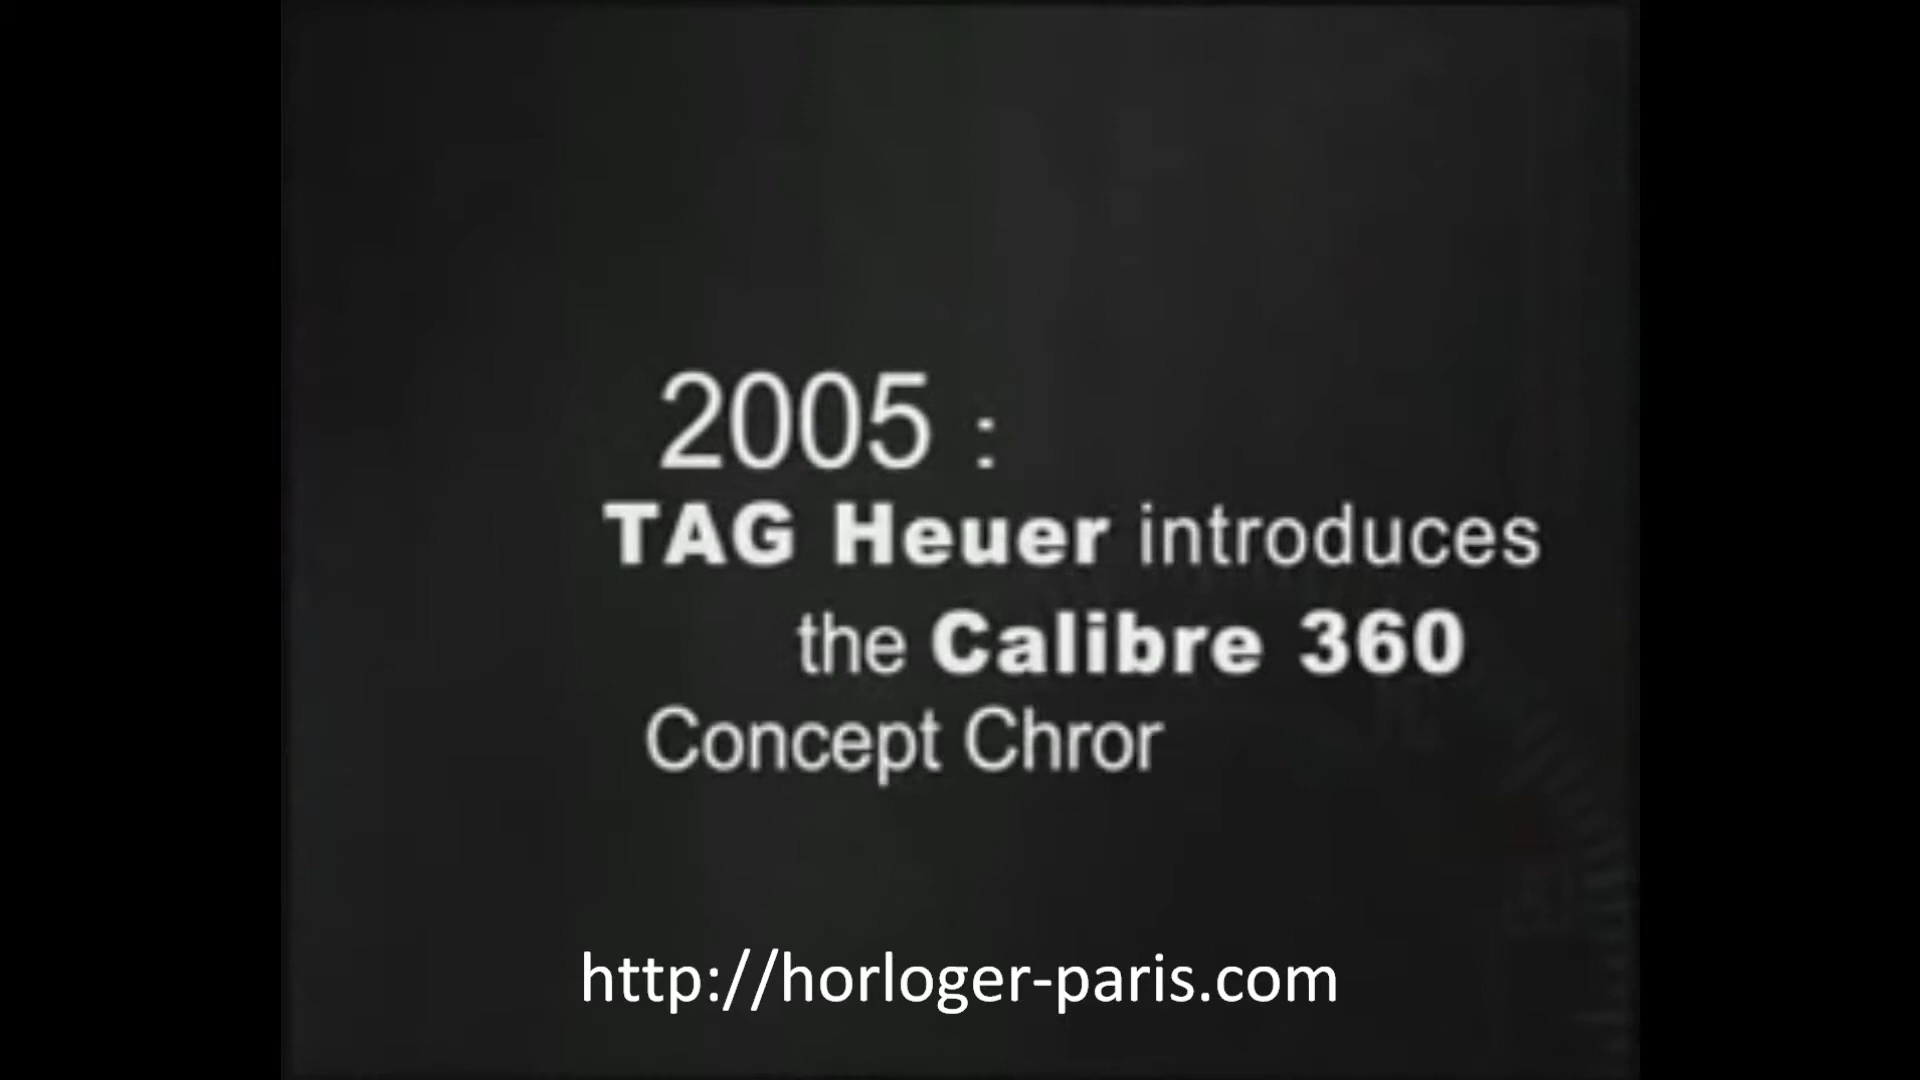 2005 :
TAG Heuer introduces
the Calibre 360
Concept Chror
http://horloger-paris.com